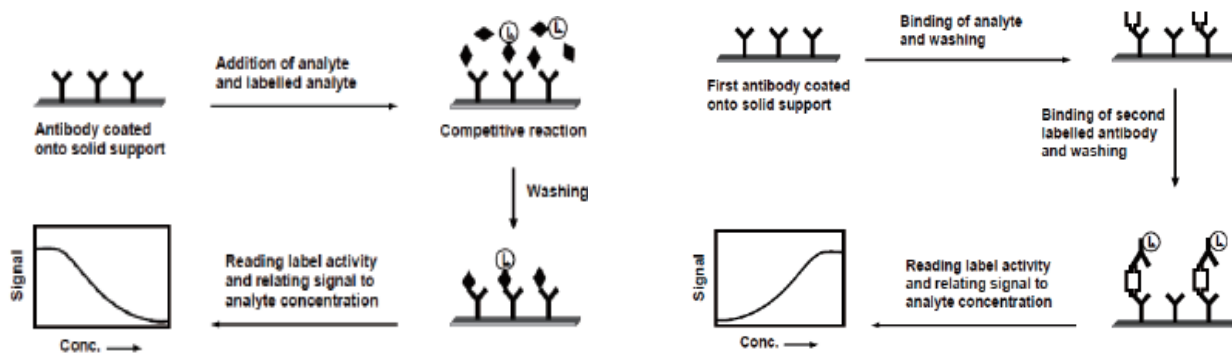 Addition of analyte
and labelled analyte
L
L
Antibody coated
onto solid support
Competitive reaction
Washing
L
Reading label activity
and relating signal to
analyte concentration
Signal
Conc.
Binding of analyte
and washing
First antibody coated
onto solid support
Binding of second
labelled antibody
and washing
L
L
Reading label activity
and relating signal to
analyte concentration
Signal
Conc.